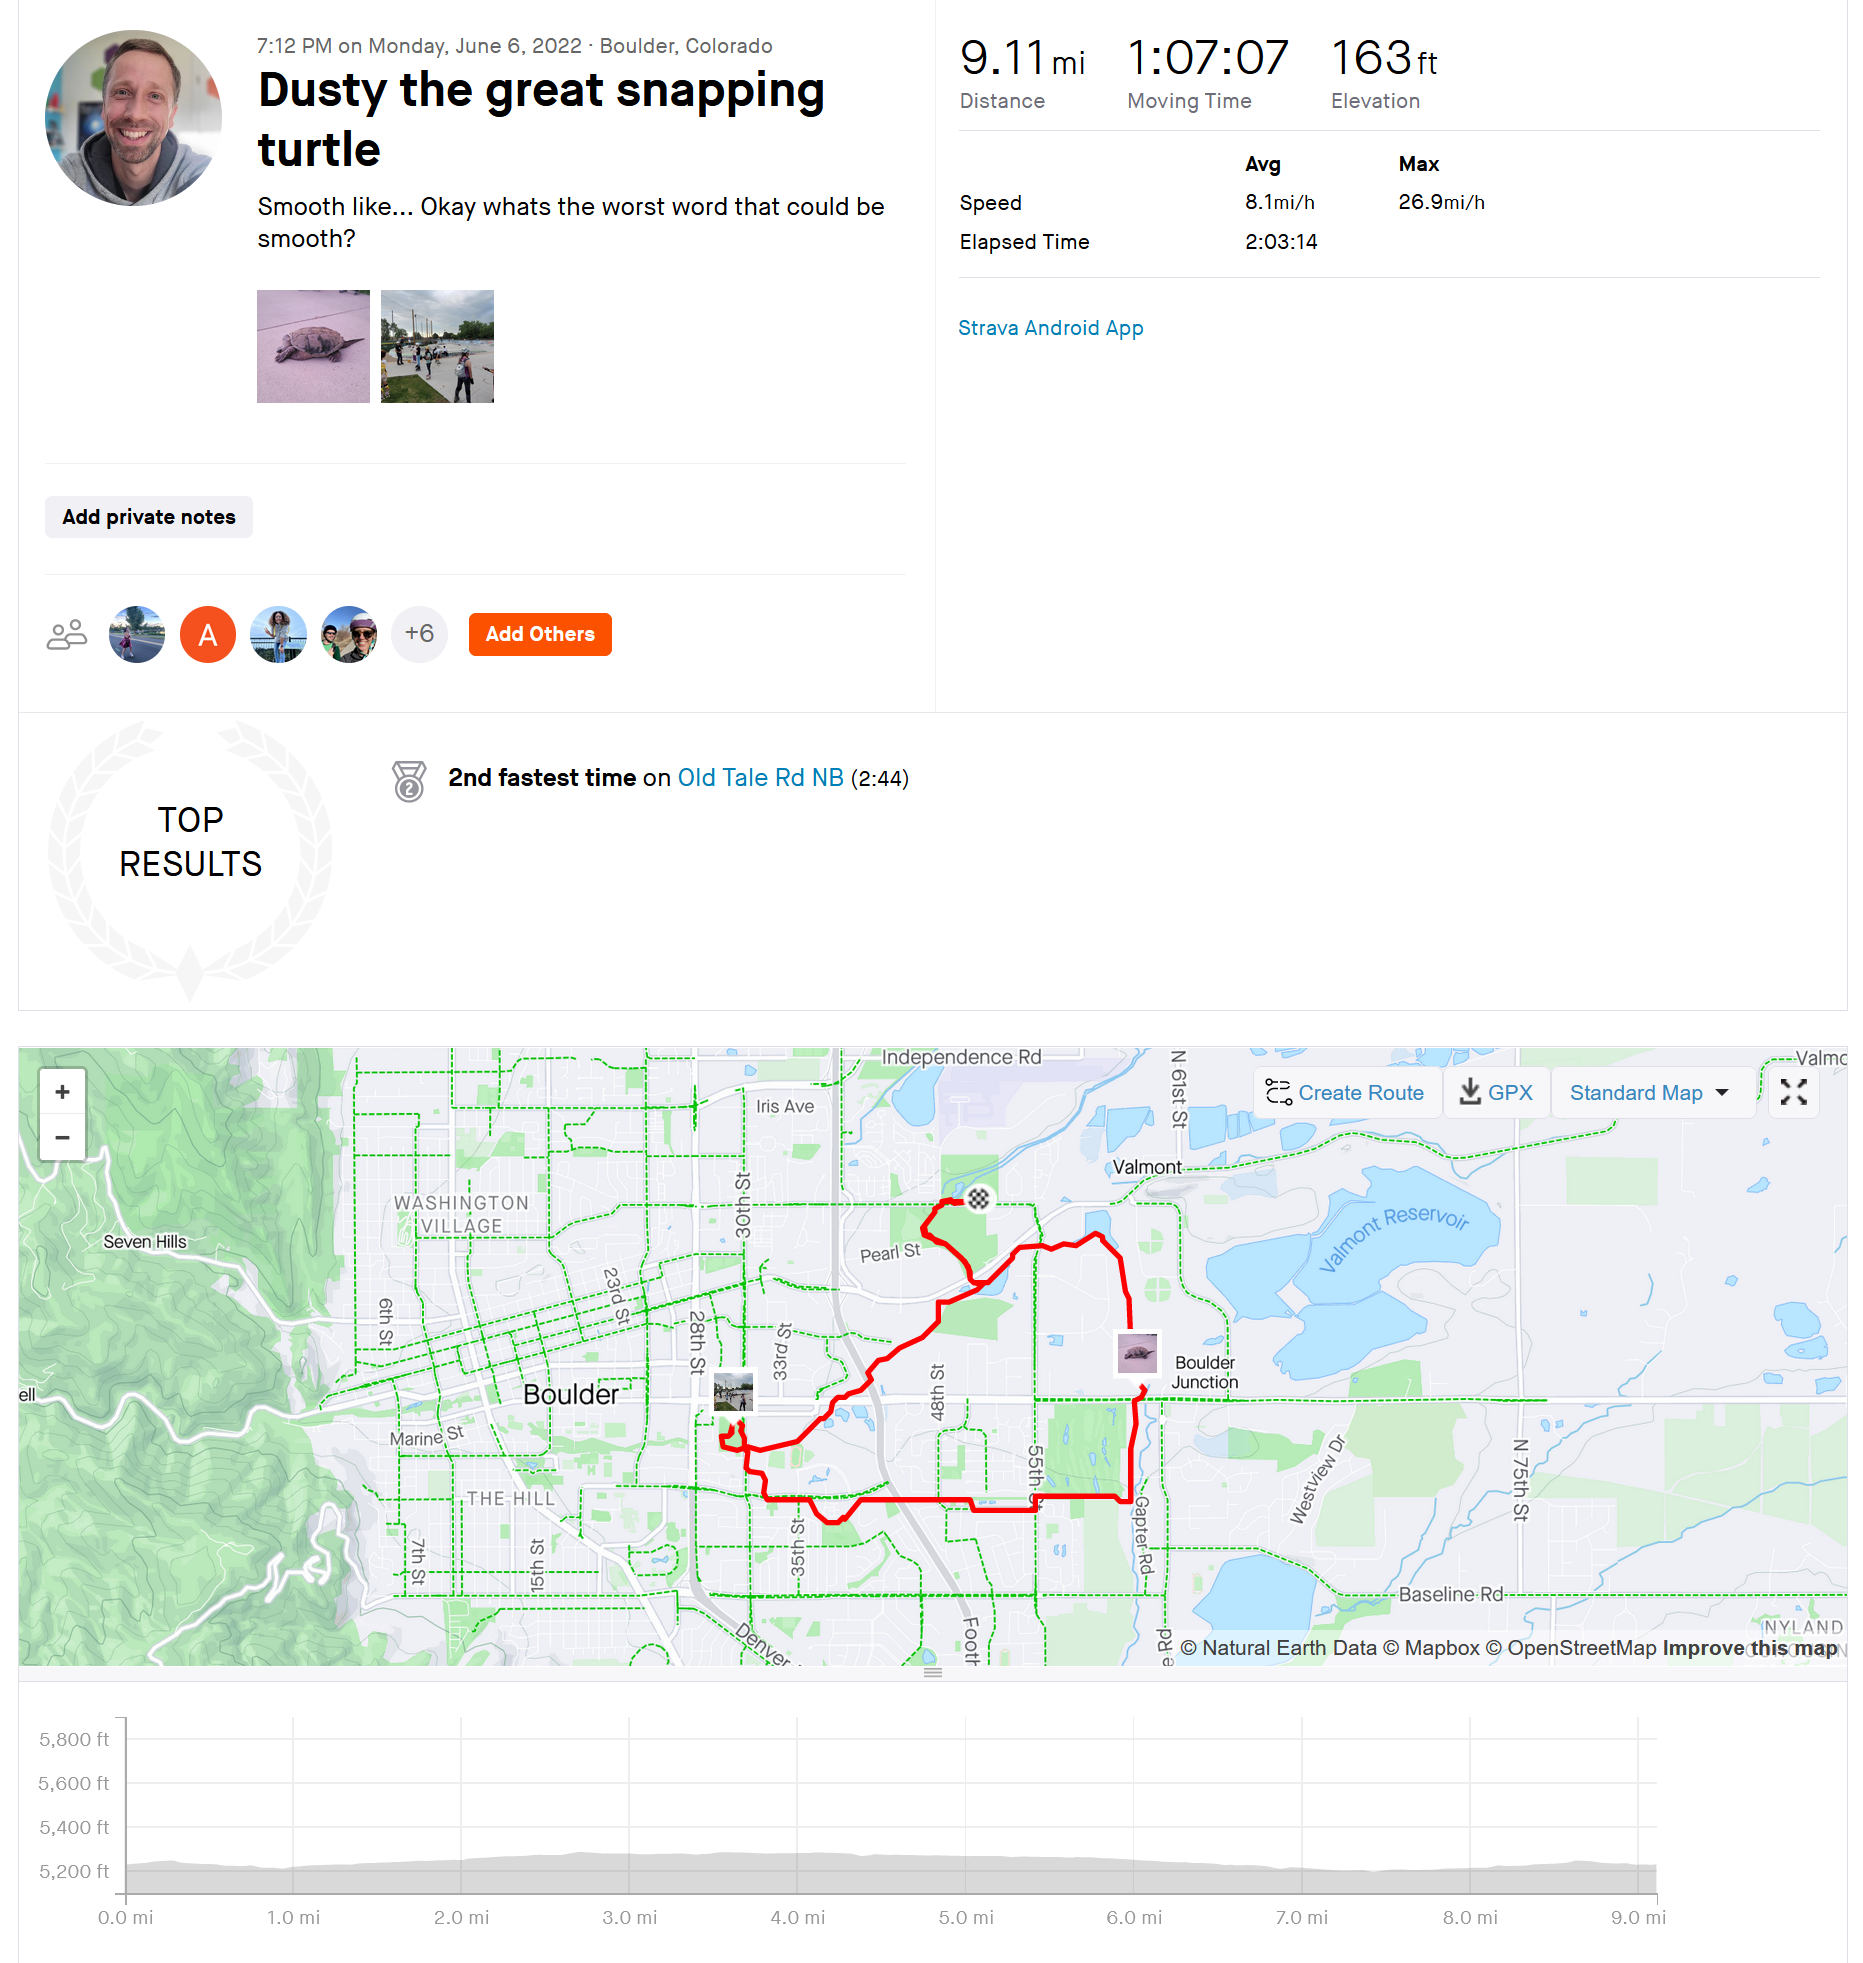 7:12 PM on Monday, June 6, 2022 · Boulder, Colorado
Dusty the great snapping
turtle
Smooth like... Okay whats the worst word that could be
smooth?
Add private notes
A
+6
Add Others
9.11 mi
Distance
1:07:07
Moving Time
163 ft
Elevation
Avg
Max
Speed
8.1mi/h
26.9mi/h
Elapsed Time
2:03:14
Strava Android App
TOP
RESULTS
2
2nd fastest time on Old Tale Rd NB (2:44)
+
−
Create Route
GPX
Standard Map
Independence Rd
N 61st St
Valmo
Iris Ave
Valmont
WASHINGTON
VILLAGE
30th St
Valmont Reservoir
Seven Hills
Pearl St
23rd St
6th St
28th St
33rd St
48th St
Boulder
Junction
ell
Boulder
Marine St
55th St
Westview Dr
N 75th St
THE HILL
Gapter Rd
35th St
7th St
15th St
Baseline Rd
Denver
Footh
e Rd
NYLAND
© Natural Earth Data © Mapbox © OpenStreetMap Improve this map
5,800 ft
5,600 ft
5,400 ft
5,200 ft
0.0 mi
1.0 mi
2.0 mi
3.0 mi
4.0 mi
5.0 mi
6.0 mi
7.0 mi
8.0 mi
9.0 mi